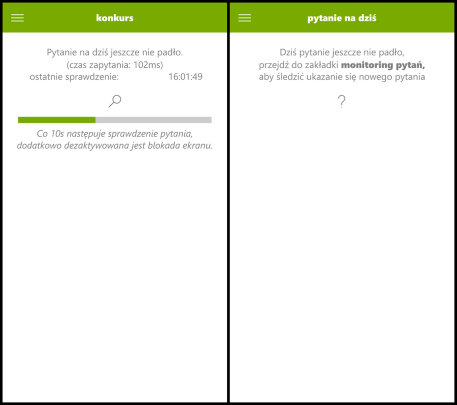 konkurs
Pytanie na dziś jeszcze nie padło.
(czas zapytania: 102ms)
ostatnie sprawdzenie: 16:01:49
Co 10s następuje sprawdzenie pytania,
dodatkowo dezaktywowana jest blokada ekranu.
pytanie na dziś
Dziś pytanie jeszcze nie padło,
przejdź do zakładki monitoring pytań,
aby śledzić ukazanie się nowego pytania
?